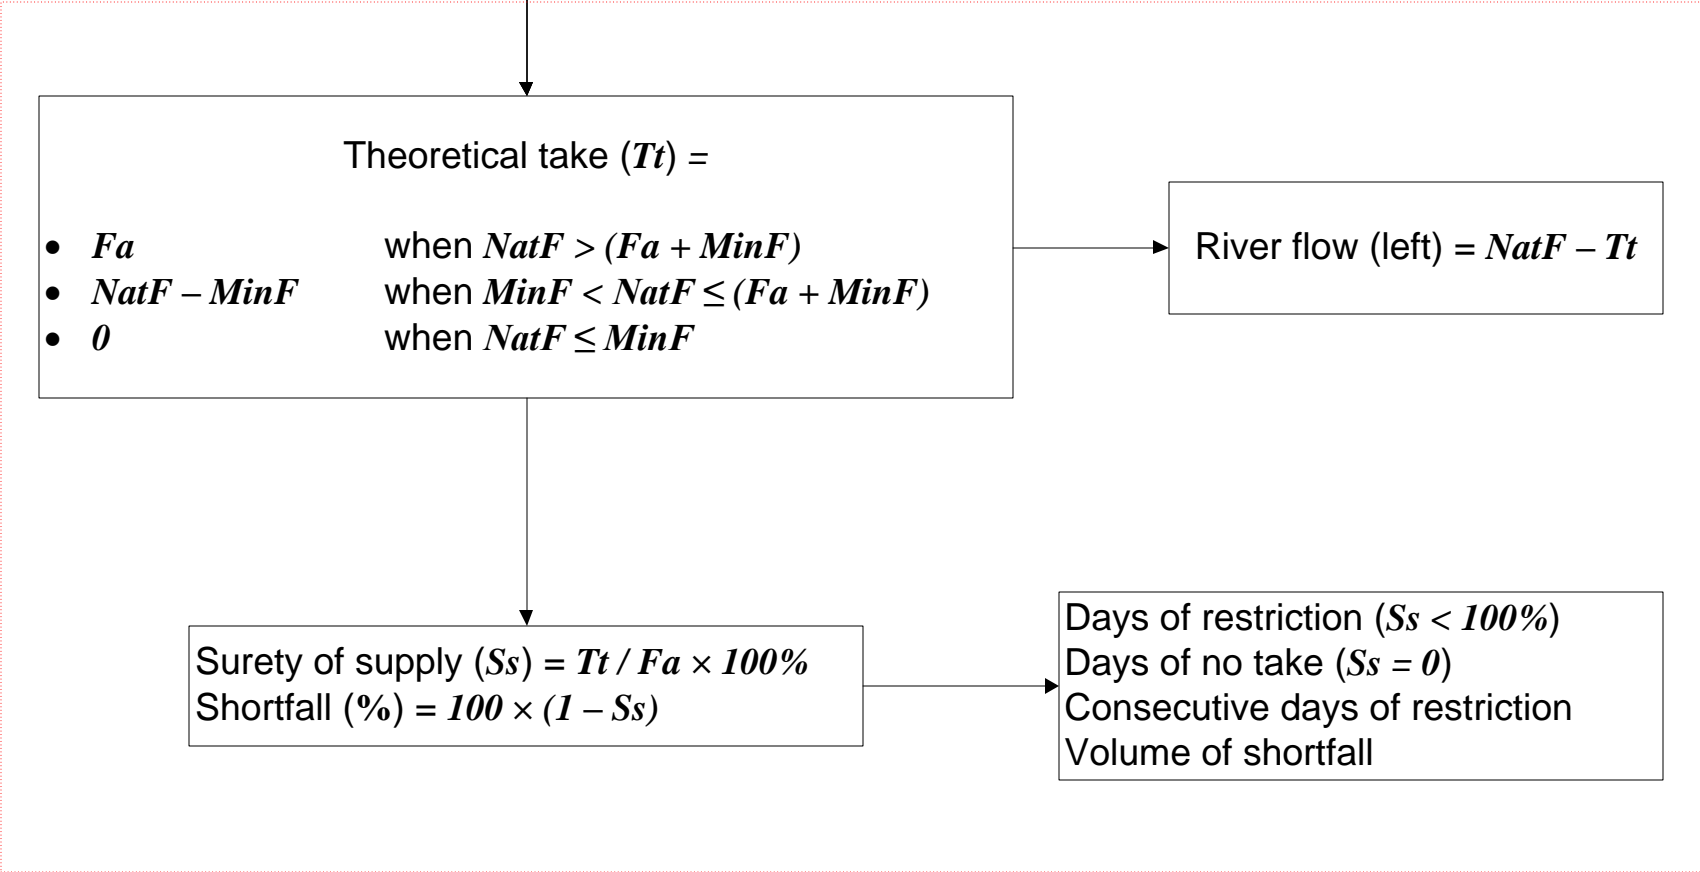 Theoretical take (Tt) =
• Fa when NatF > (Fa + MinF)
• NatF – MinF when MinF < NatF ≤ (Fa + MinF)
• 0 when NatF ≤ MinF
River flow (left) = NatF – Tt
Surety of supply (Ss) = Tt / Fa × 100%
Shortfall (%) = 100 × (1 – Ss)
Days of restriction (Ss < 100%)
Days of no take (Ss = 0)
Consecutive days of restriction
Volume of shortfall